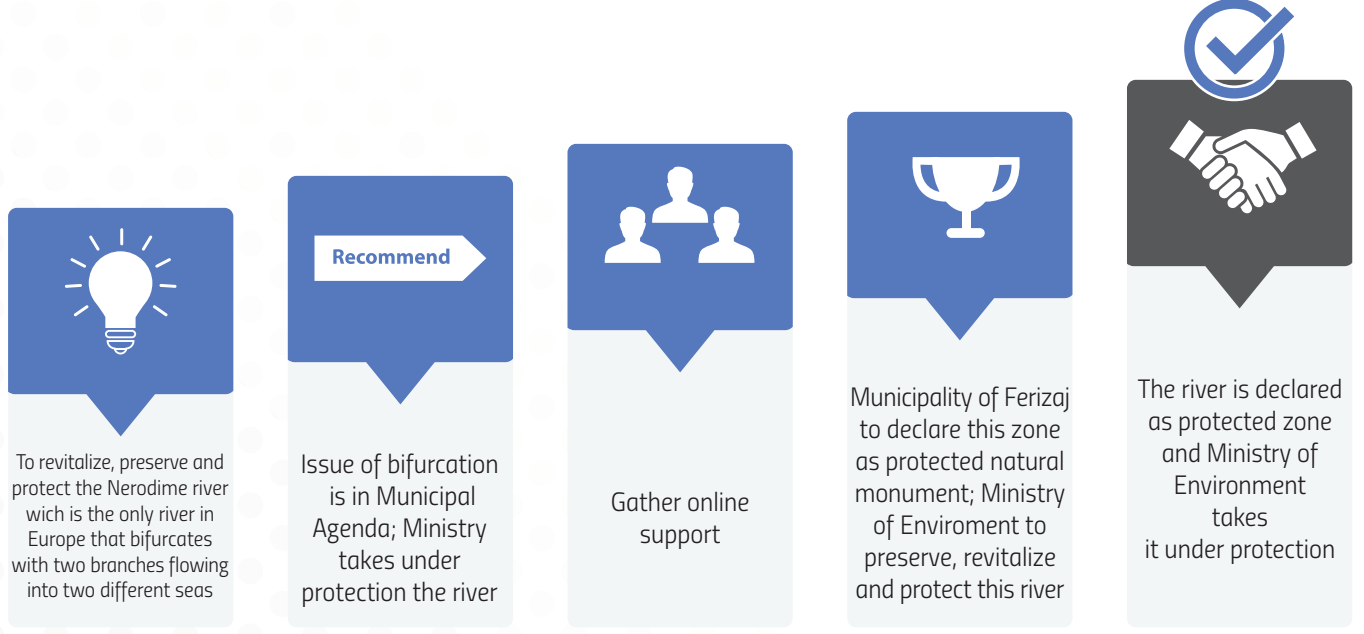 To revitalize, preserve and
protect the Nerodime river
wich is the only river in
Europe that bifurcates
with two branches flowing
into two different seas
Recommend
Issue of bifurcation
is in Municipal
Agenda; Ministry
takes under
protection the river
Gather online
support
Municipality of Ferizaj
to declare this zone
as protected natural
monument; Ministry
of Enviroment to
preserve, revitalize
and protect this river
The river is declared
as protected zone
and Ministry of
Environment
takes
it under protection